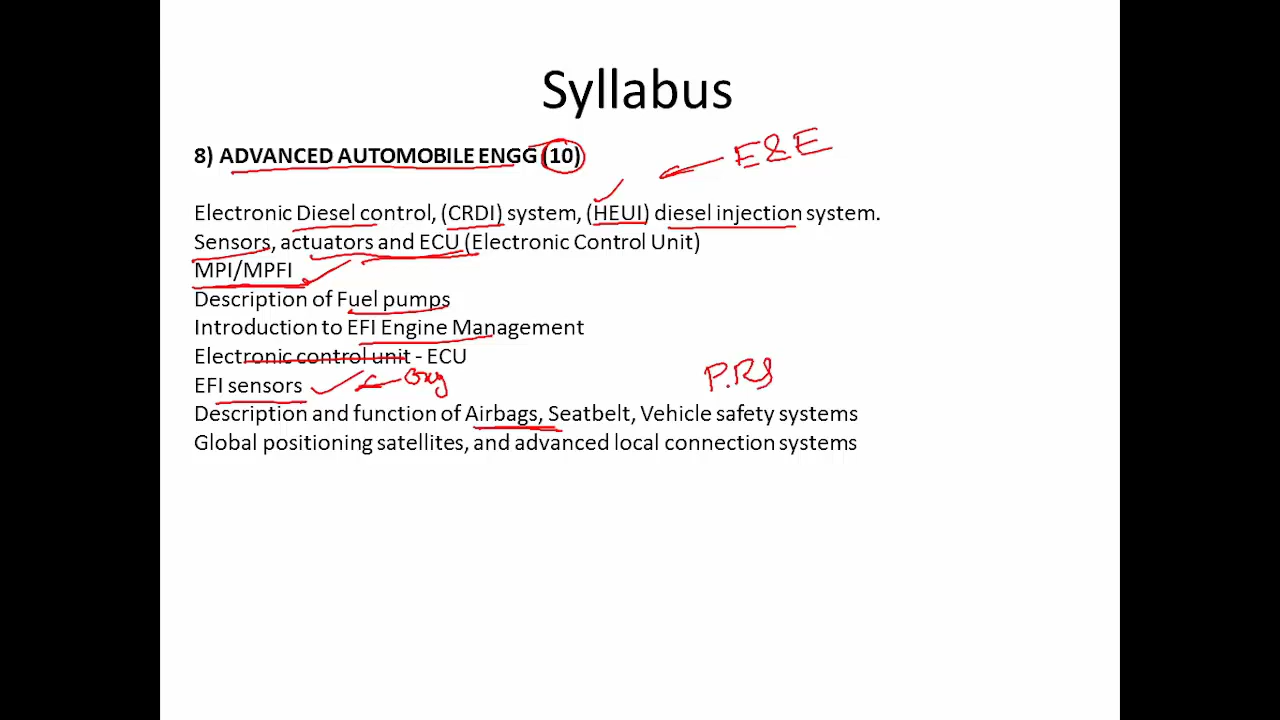 Syllabus
8) ADVANCED AUTOMOBILE ENGG (10)
E&E
Electronic Diesel control, (CRDI) system, (HEUI) diesel injection system.
Sensors, actuators and ECU (Electronic Control Unit)
MPI/MPFI
Description of Fuel pumps
Introduction to EFI Engine Management
Electronic control unit - ECU
EFI sensors Oxy
P.RS
Description and function of Airbags, Seatbelt, Vehicle safety systems
Global positioning satellites, and advanced local connection systems